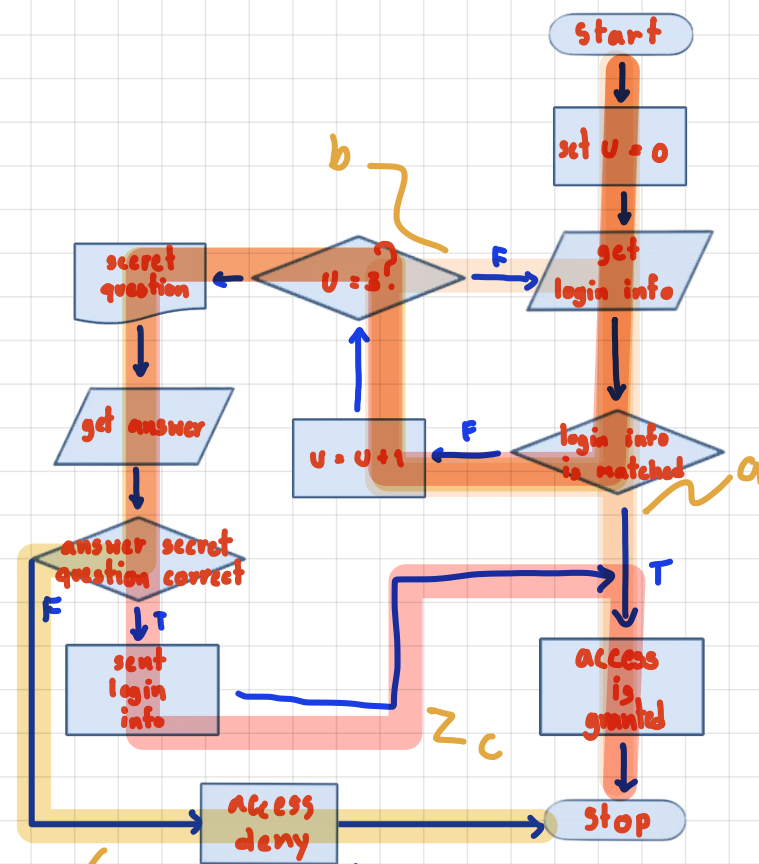 start
set U = 0
b
get
login info
F
U = 3?
secret
question
get answer
U = U + 1
F
login info
is matched
a
answer secret
question correct
F
T
T
sent
login
info
access
is
granted
c
access
deny
stop